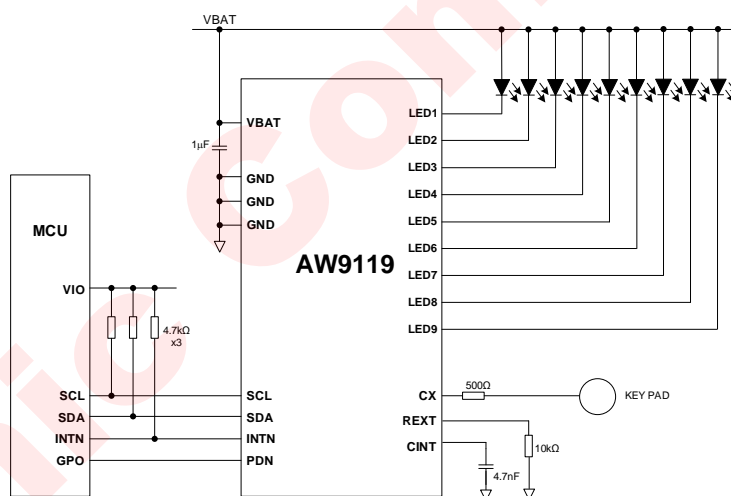 VBAT
VBAT
1µF
GND
GND
GND
AW9119
LED1
LED2
LED3
LED4
LED5
LED6
LED7
LED8
LED9
MCU
VIO
4.7kΩ
x3
SCL
SDA
INTN
GPO
SCL
SDA
INTN
PDN
CX
REXT
CINT
500Ω
KEY PAD
10kΩ
4.7nF
nic Con